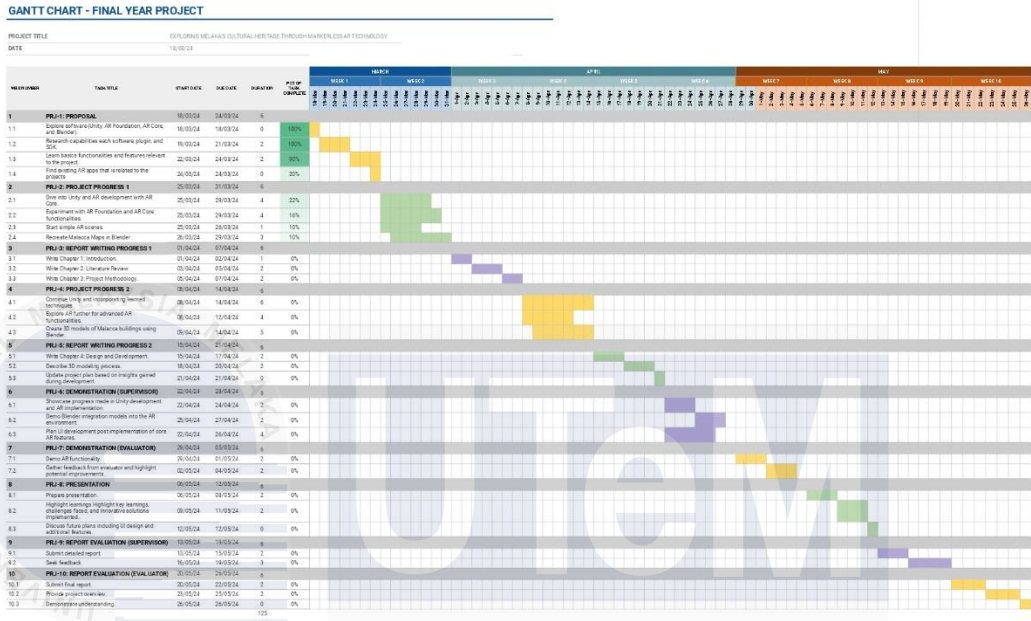 GANTT CHART - FINAL YEAR PROJECT
PROJECT TITLE EXPLORING MELAKA'S CULTURAL HERITAGE THROUGH MARKERLESS AR TECHNOLOGY
DATE 18/03/24
MARCH APRIL MAY
WBS NUMBER TASK TITLE START DATE DUE DATE DURATION PCT OF TASK COMPLETE
WEEK 1 WEEK 2 WEEK 7 WEEK 8 WEEK 9 WEEK 10
1 PRJ-1: PROPOSAL 18/03/24 24/03/24 6
1.1 Explore software (Unity, AR Foundation, AR Core, and Blender). 18/03/24 18/03/24 0 100%
1.2 Research capabilities each software, plugin, and SDK. 19/03/24 21/03/24 2 100%
1.3 Learn basics functionalities and features relevant to the project. 22/03/24 24/03/24 2 90%
1.4 Find existing AR apps that is related to the projects 24/03/24 24/03/24 0 20%
2 PRJ-2: PROJECT PROGRESS 1 25/03/24 31/03/24 6
2.1 Dive into Unity and AR development with AR Core. 25/03/24 29/03/24 4 22%
2.2 Experiment with AR Foundation and AR Core functionalities. 25/03/24 29/03/24 4 16%
2.3 Start simple AR scenes. 25/03/24 26/03/24 1 10%
2.4 Recreate Malacca Maps in Blender 26/03/24 29/03/24 3 10%
3 PRJ-3: REPORT WRITING PROGRESS 1 01/04/24 07/04/24 6
3.1 Write Chapter 1: Introduction. 01/04/24 02/04/24 1 0%
3.2 Write Chapter 2: Literature Review. 03/04/24 05/04/24 2 0%
3.3 Write Chapter 3: Project Methodology. 05/04/24 07/04/24 2 0%
4 PRJ-4: PROJECT PROGRESS 2 08/04/24 14/04/24 6
4.1 Continue Unity and incorporating learned techniques. 08/04/24 14/04/24 6 0%
4.2 Explore AR further for advanced AR functionalities. 08/04/24 12/04/24 4 0%
4.3 Create 3D models of Malacca buildings using Blender. 09/04/24 14/04/24 5 0%
5 PRJ-5: REPORT WRITING PROGRESS 2 15/04/24 21/04/24 6
5.1 Write Chapter 4: Design and Development. 15/04/24 17/04/24 2 0%
5.2 Describe 3D modeling process. 18/04/24 20/04/24 2 0%
5.3 Update project plan based on insights gained during development. 21/04/24 21/04/24 0 0%
6 PRJ-6: DEMONSTRATION (SUPERVISOR) 22/04/24 28/04/24 6
6.1 Showcase progress made in Unity development and AR implementation. 22/04/24 24/04/24 2 0%
6.2 Demo Blender integration models into the AR environment. 25/04/24 27/04/24 2 0%
6.3 Plan UI development post-implementation of core AR features. 22/04/24 26/04/24 4 0%
7 PRJ-7: DEMONSTRATION (EVALUATOR) 29/04/24 05/05/24 6
7.1 Demo AR functionality. 29/04/24 01/05/24 2 0%
7.2 Gather feedback from evaluator and highlight potential improvements. 02/05/24 04/05/24 2 0%
8 PRJ-8: PRESENTATION 06/05/24 12/05/24 6
8.1 Prepare presentation. 06/05/24 08/05/24 2 0%
8.2 Highlight learnings Highlight key learnings, challenges faced, and innovative solutions implemented. 09/05/24 11/05/24 2 0%
8.3 Discuss future plans including UI design and additional features. 12/05/24 12/05/24 0 0%
9 PRJ-9: REPORT EVALUATION (SUPERVISOR) 13/05/24 19/05/24 6
9.1 Submit detailed report 13/05/24 15/05/24 2 0%
9.2 Seek feedback. 16/05/24 19/05/24 3 0%
10 PRJ-10: REPORT EVALUATION (EVALUATOR) 20/05/24 26/05/24 6
10.1 Submit final report 20/05/24 22/05/24 2 0%
10.2 Provide project overview. 23/05/24 25/05/24 2 0%
10.3 Demonstrate understanding. 26/05/24 26/05/24 0 0%
125
UTeM